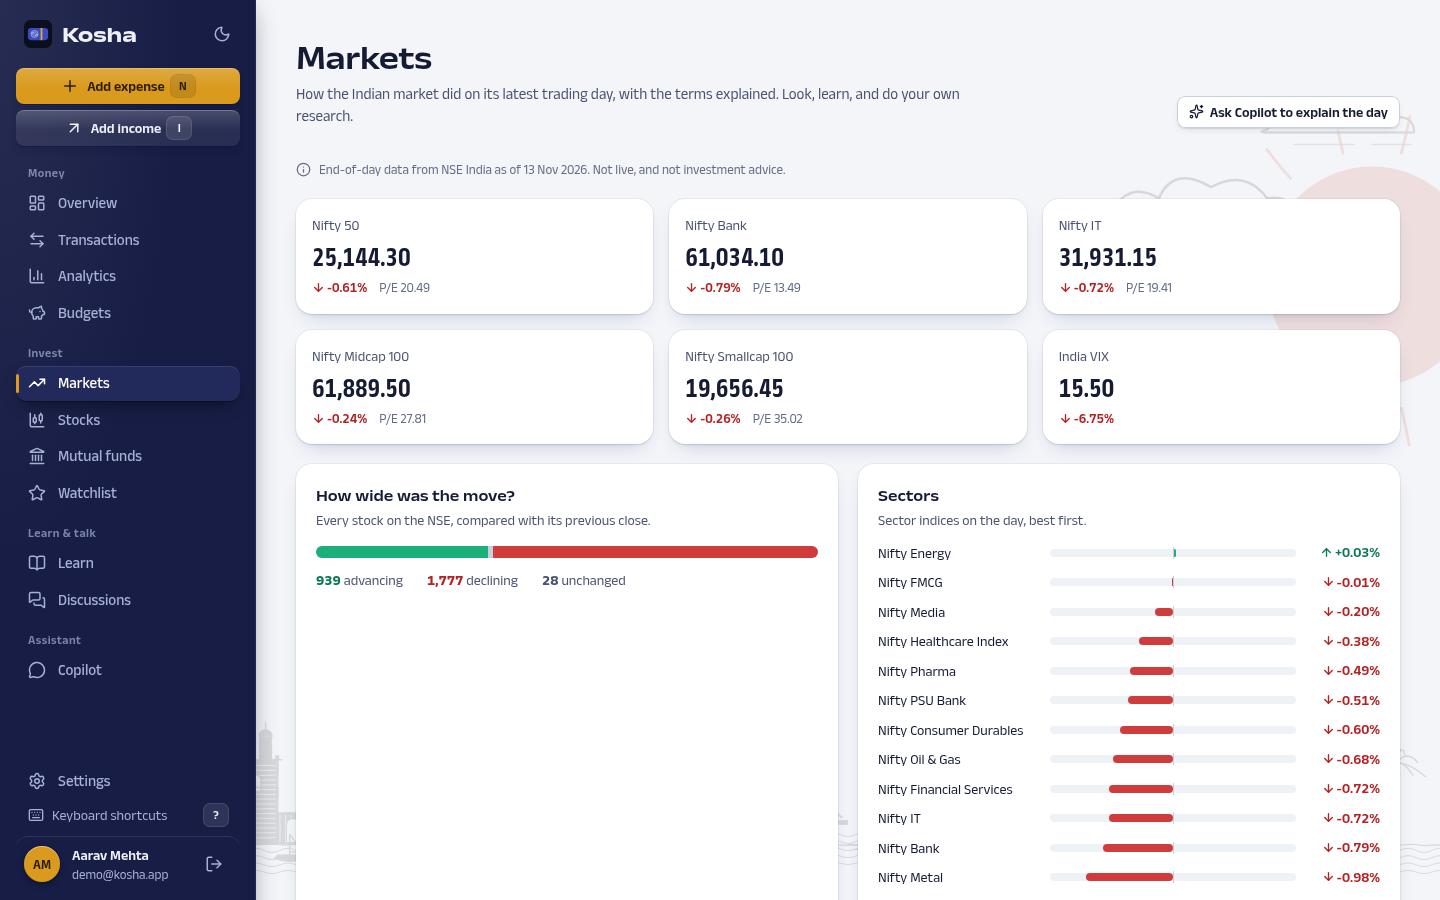 Kosha
Add expense N
Add income I
Money
Overview
Transactions
Analytics
Budgets
Invest
Markets
Stocks
Mutual funds
Watchlist
Learn & talk
Learn
Discussions
Assistant
Copilot
Settings
Keyboard shortcuts ?
AM
Aarav Mehta
demo@kosha.app
Markets
How the Indian market did on its latest trading day, with the terms explained. Look, learn, and do your own
research.
Ask Copilot to explain the day
End-of-day data from NSE India as of 13 Nov 2026. Not live, and not investment advice.
Nifty 50
25,144.30
-0.61% P/E 20.49
Nifty Bank
61,034.10
-0.79% P/E 13.49
Nifty IT
31,931.15
-0.72% P/E 19.41
Nifty Midcap 100
61,889.50
-0.24% P/E 27.81
Nifty Smallcap 100
19,656.45
-0.26% P/E 35.02
India VIX
15.50
-6.75%
How wide was the move?
Every stock on the NSE, compared with its previous close.
939 advancing 1,777 declining 28 unchanged
Sectors
Sector indices on the day, best first.
Nifty Energy +0.03%
Nifty FMCG -0.01%
Nifty Media -0.20%
Nifty Healthcare Index -0.38%
Nifty Pharma -0.49%
Nifty PSU Bank -0.51%
Nifty Consumer Durables -0.60%
Nifty Oil & Gas -0.68%
Nifty Financial Services -0.72%
Nifty IT -0.72%
Nifty Bank -0.79%
Nifty Metal -0.98%